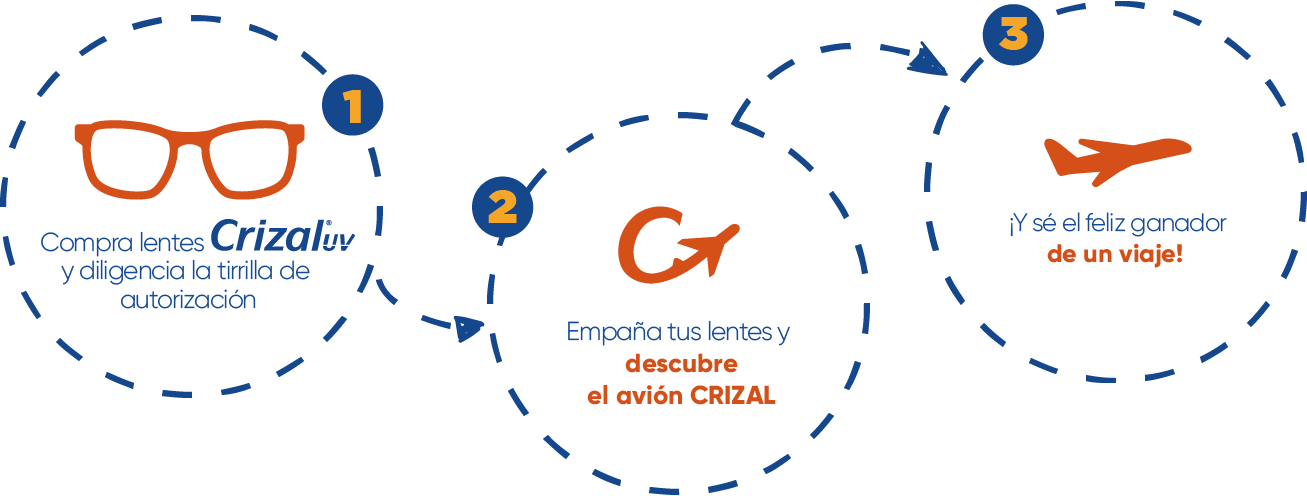 1
Compra lentes Crizal® UV
y diligencia la tirrilla de
autorización
2
Empaña tus lentes y
descubre
el avión CRIZAL
3
¡Y sé el feliz ganador
de un viaje!